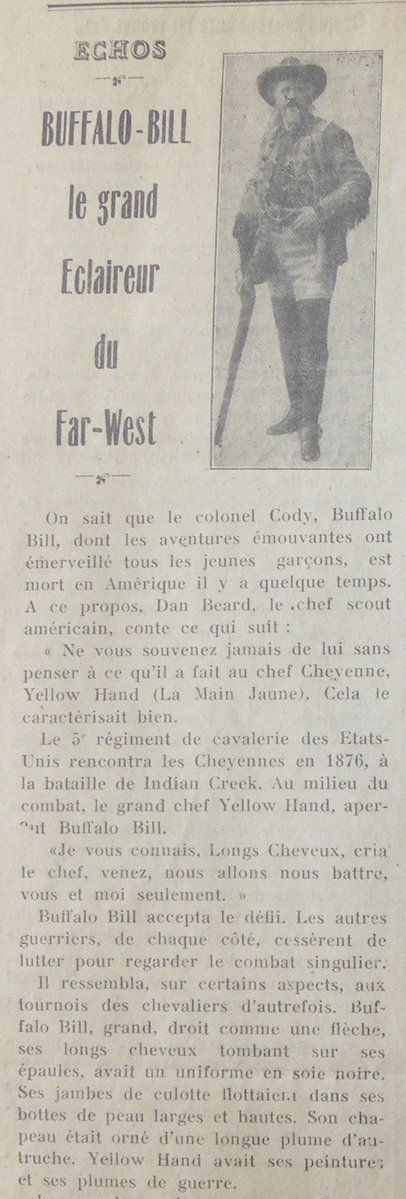 ECHOS
BUFFALO-BILL
le grand
Eclaireur
du
Far-West
On sait que le colonel Cody, Buffalo
Bill, dont les aventures émouvantes ont
émerveillé tous les jeunes garçons, est
mort en Amérique il y a quelque temps.
A ce propos, Dan Beard, le chef scout
américain, conte ce qui suit :
« Ne vous souvenez jamais de lui sans
penser à ce qu'il a fait au chef Cheyenne,
Yellow Hand (La Main Jaune). Cela le
caractérisait bien.
Le 5e régiment de cavalerie des Etats-
Unis rencontra les Cheyennes en 1876, à
la bataille de Indian Creek. Au milieu du
combat, le grand chef Yellow Hand, aper-
çut Buffalo Bill.
«Je vous connais, Longs Cheveux, cria
le chef, venez, nous allons nous battre,
vous et moi seulement. »
Buffalo Bill accepta le défii. Les autres
guerriers, de chaque côté, cessèrent de
lutter pour regarder le combat singulier.
Il ressembla, sur certains aspects, aux
tournois des chevaliers d'autrefois. Buf-
falo Bill, grand, droit comme une flèche,
ses longs cheveux tombant sur ses
épaules, avait un uniforme en soie noire.
Ses jambes de culotte flottaient dans ses
bottes de peau larges et hautes. Son cha-
peau était orné d'une longue plume d'au-
truche. Yellow Hand avait ses peintures
et ses plumes de guerre.